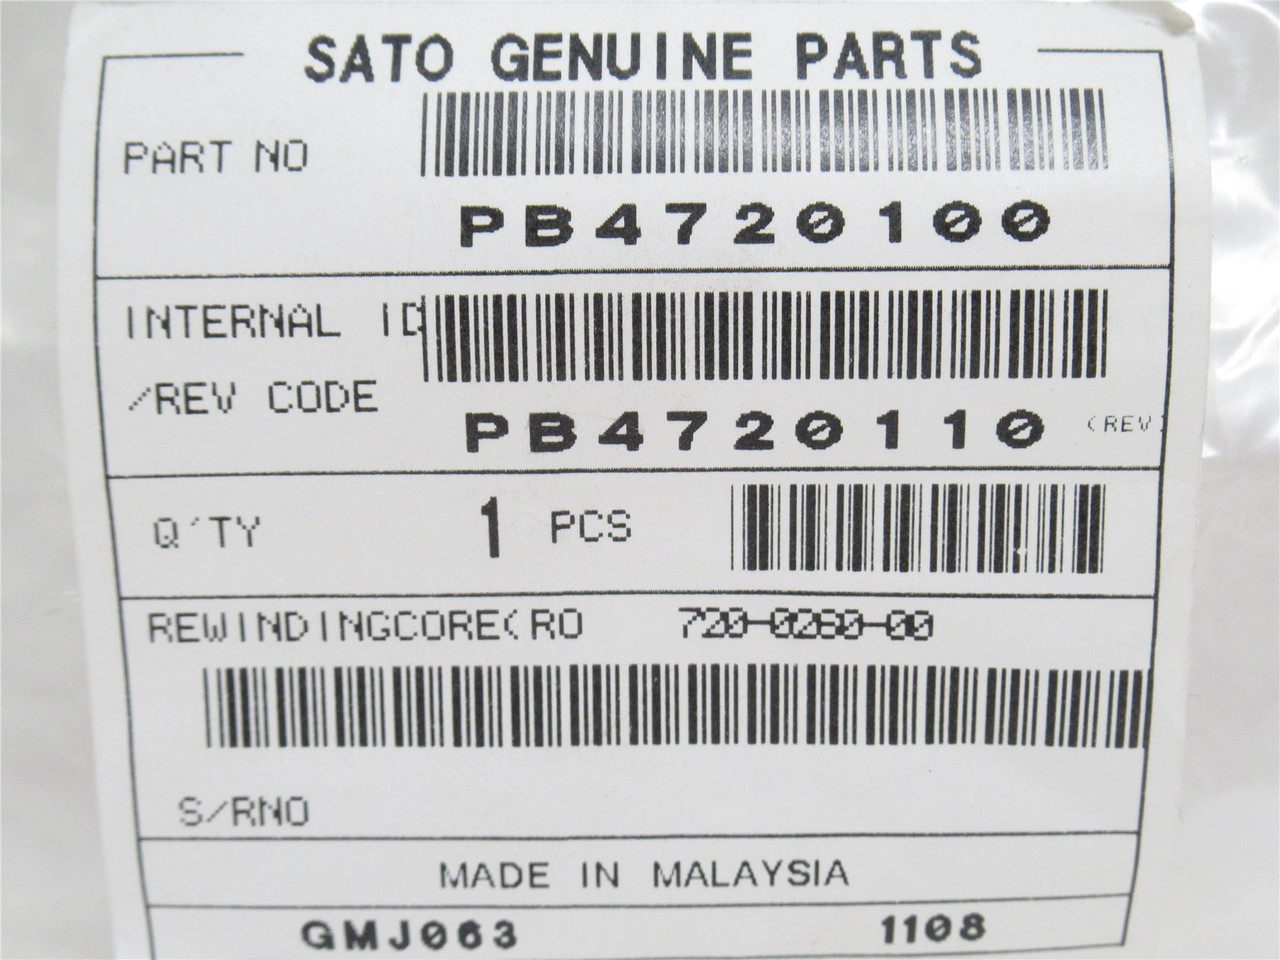 SATO GENUINE PARTS
PART NO
PB4720100
INTERNAL ID
/REV CODE
PB4720110 (REV)
Q'TY 1 PCS
REWINDINGCORE(RO 720-0280-00
S/RNO
MADE IN MALAYSIA
GMJ063 1108